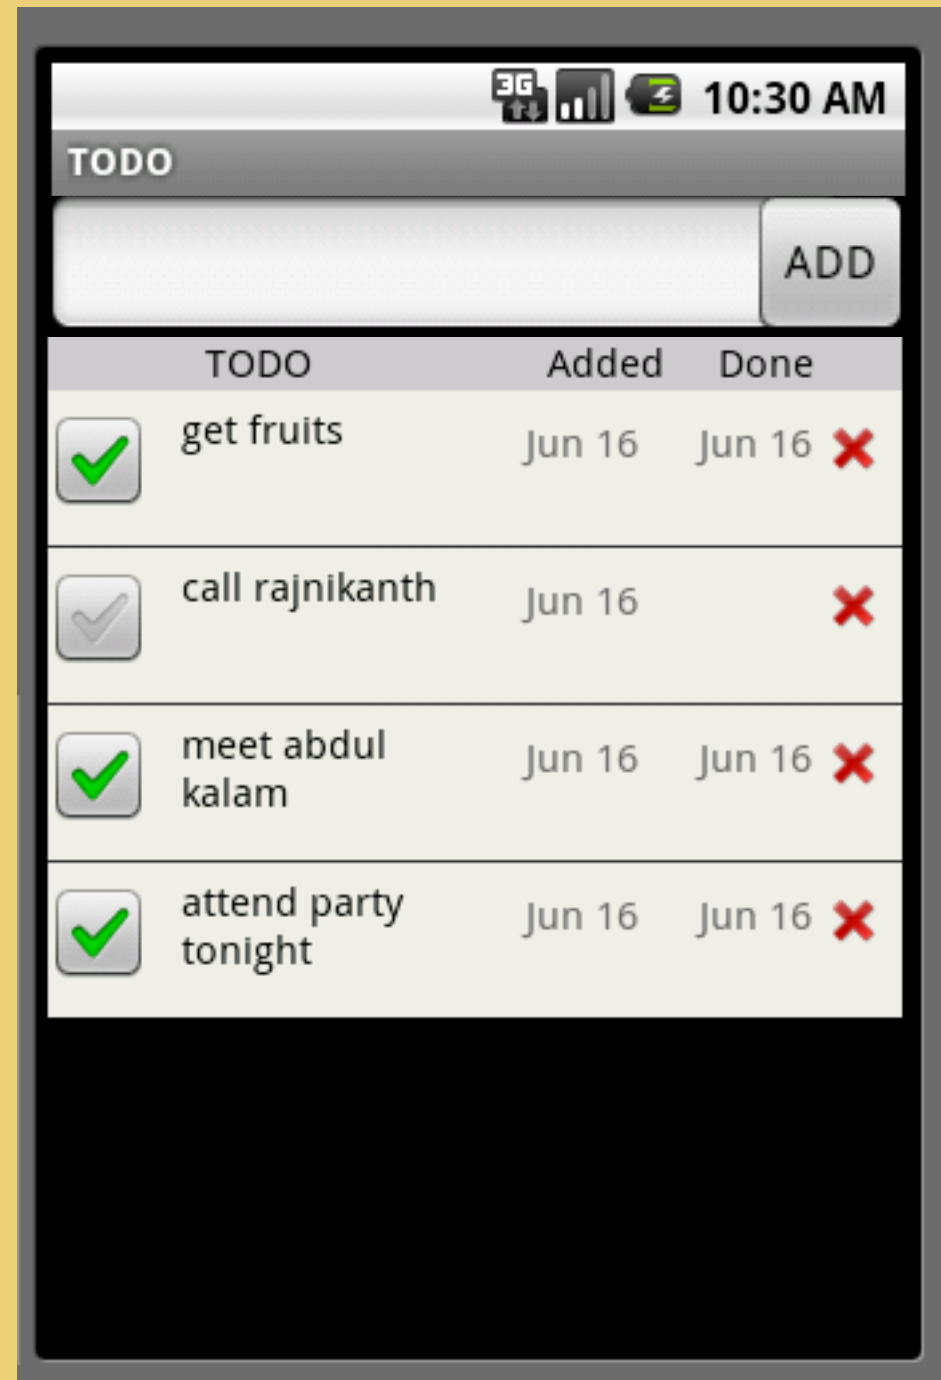 3G 10:30 AM
TODO
ADD
TODO Added Done
get fruits Jun 16 Jun 16
call rajnikanth Jun 16
meet abdul Jun 16 Jun 16
kalam
attend party Jun 16 Jun 16
tonight